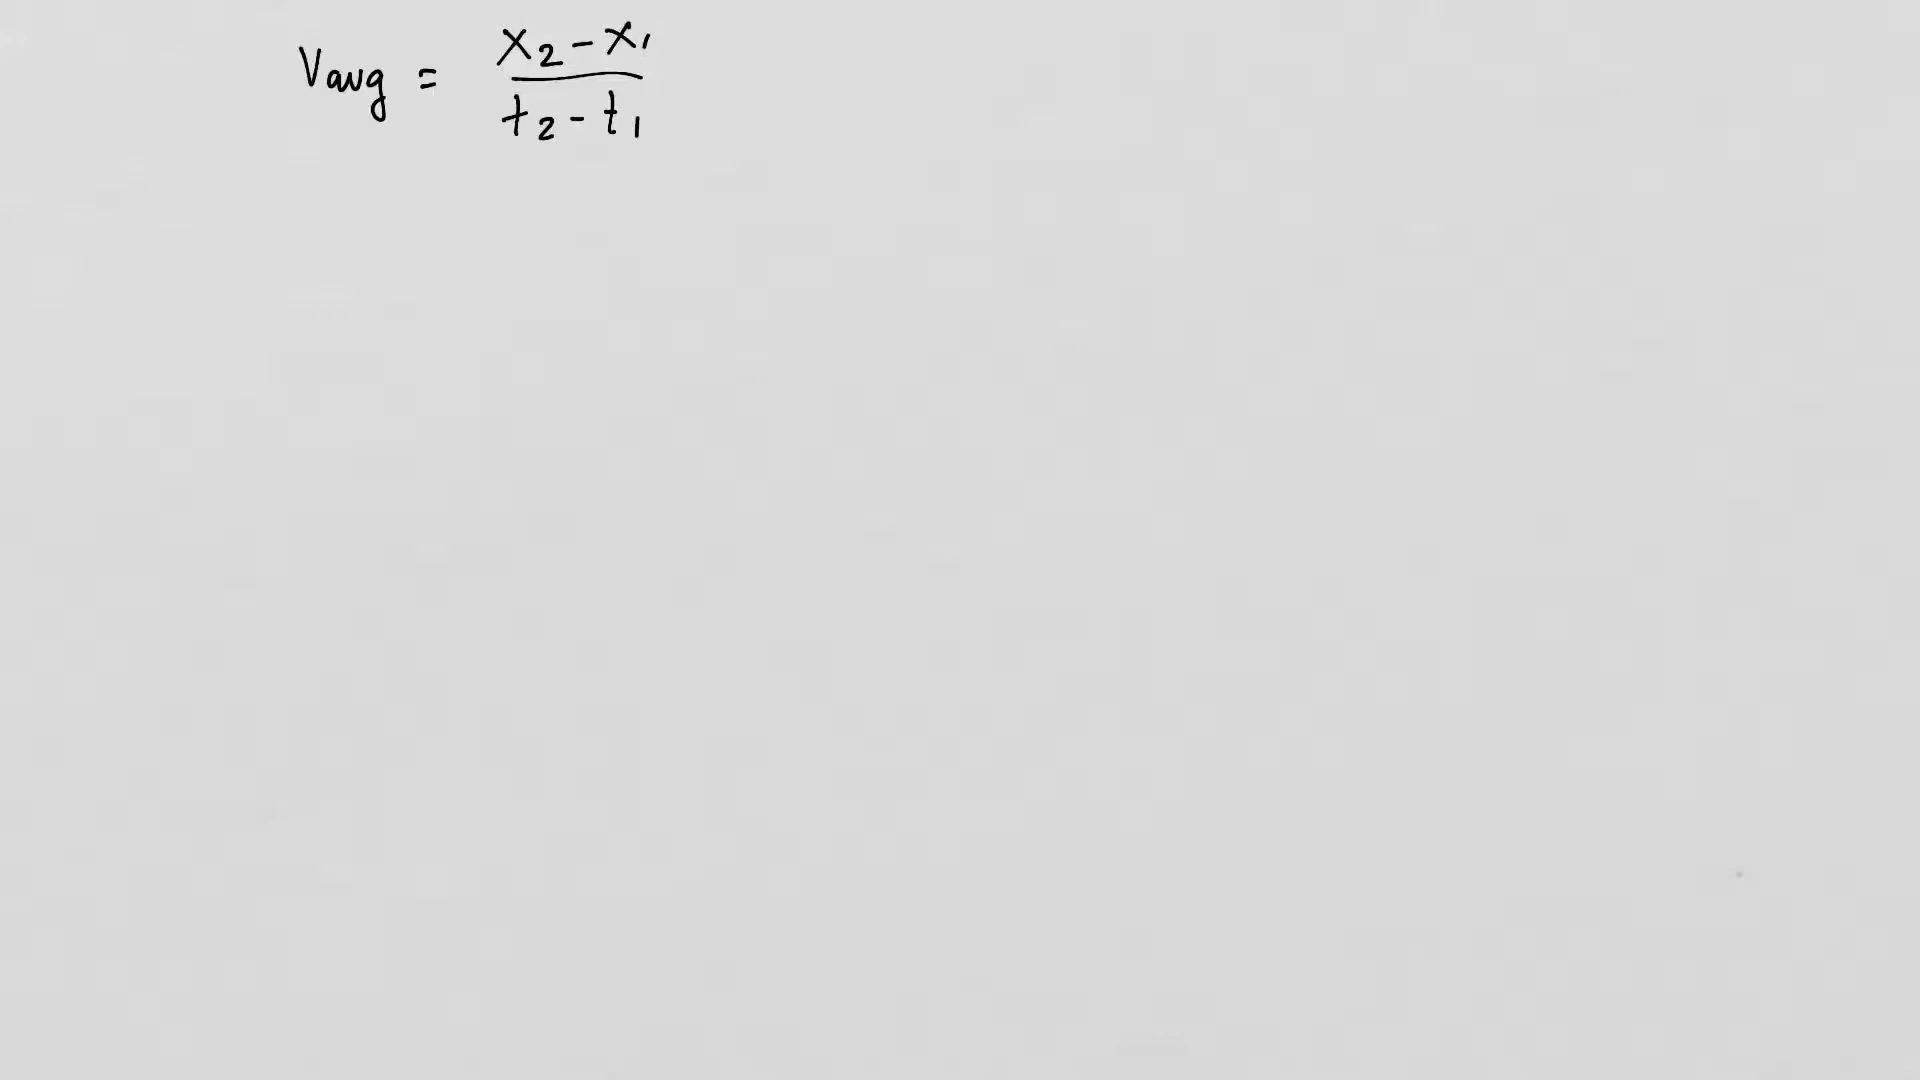 Vavg = x₂ - x₁ / t₂ - t₁